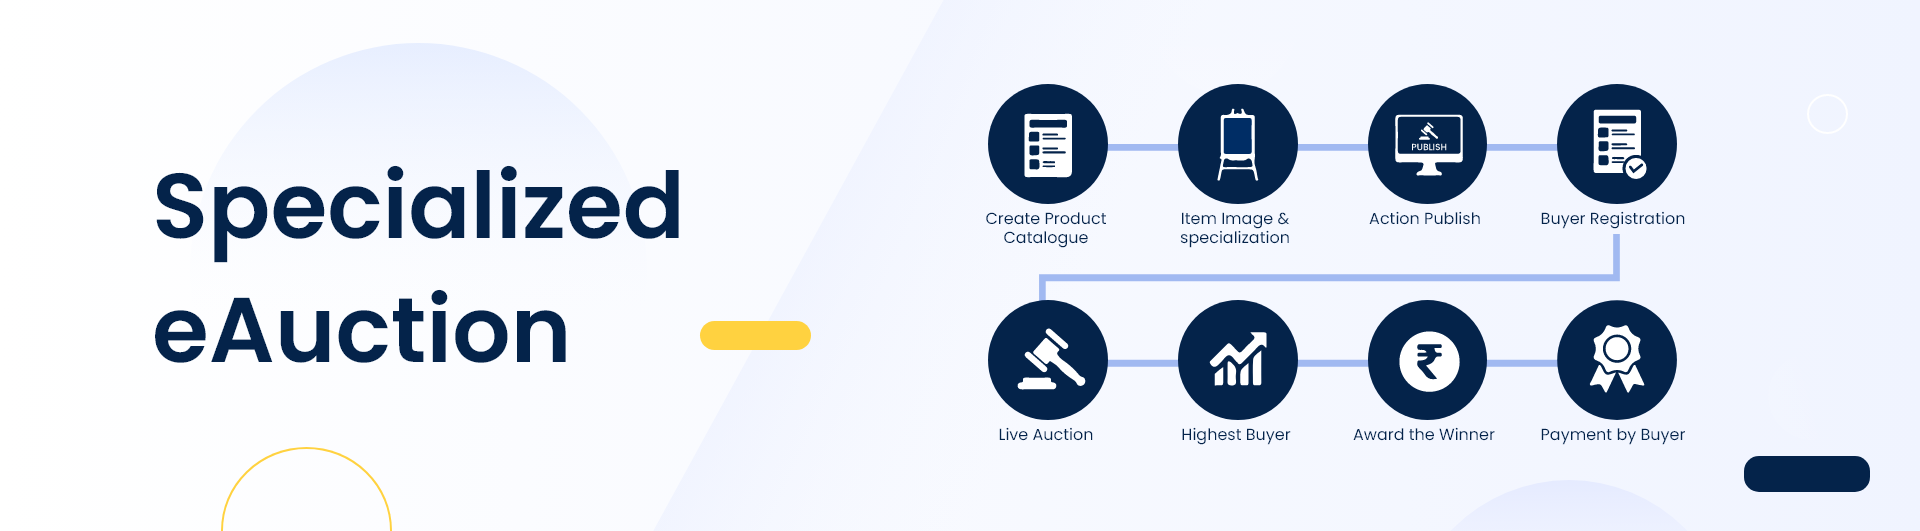 Specialized
eAuction
Create Product
Catalogue
Item Image &
specialization
PUBLISH
Action Publish
Buyer Registration
Live Auction
Highest Buyer
₹
Award the Winner
Payment by Buyer